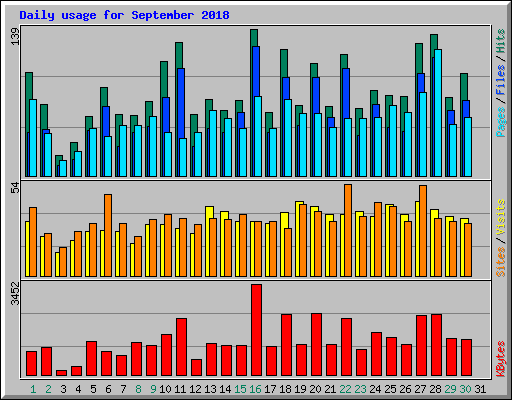 Daily usage for September 2018
139
Pages / Files / Hits
54
Sites / Visits
3452
KBytes
1 2 3 4 5 6 7 8 9 10 11 12 13 14 15 16 17 18 19 20 21 22 23 24 25 26 27 28 29 30 31